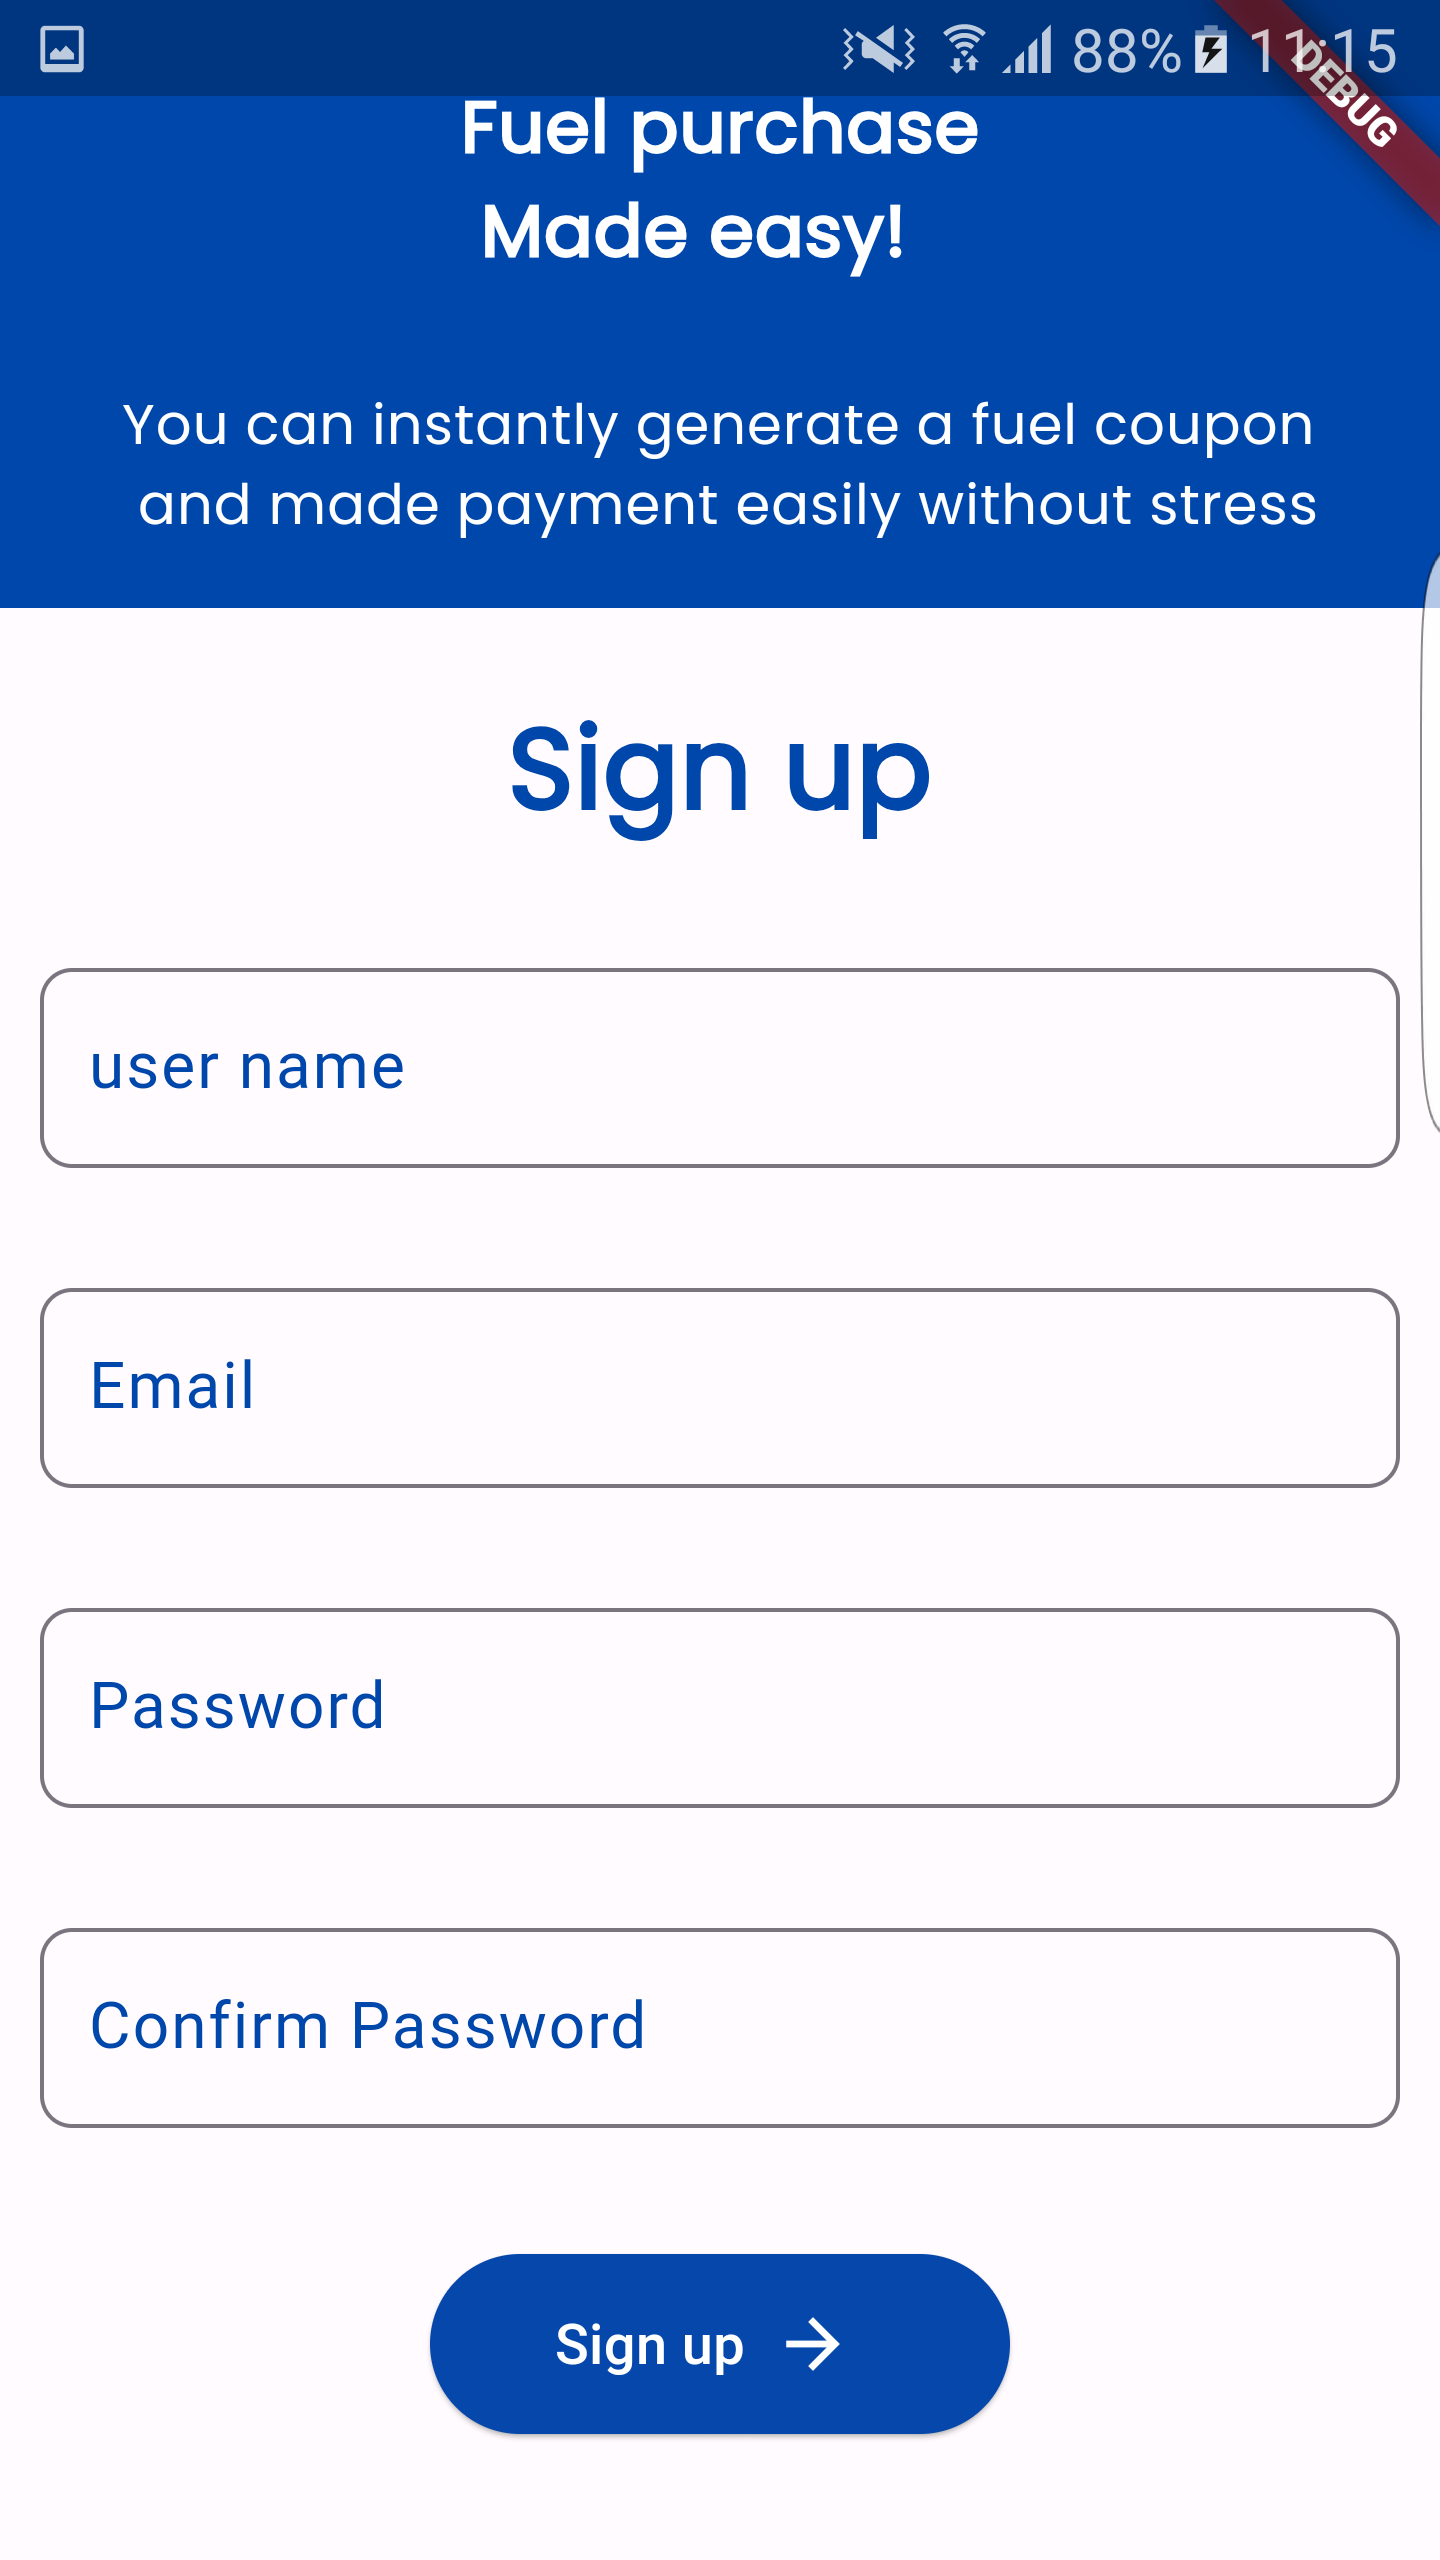 88% 11:15
DEBUG
Fuel purchase
Made easy!
You can instantly generate a fuel coupon
and made payment easily without stress
Sign up
user name
Email
Password
Confirm Password
Sign up